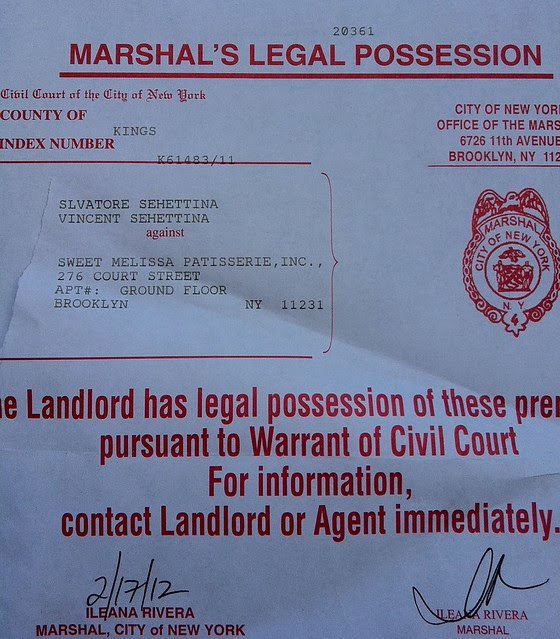 20361
MARSHAL'S LEGAL POSSESSION
Civil Court of the City of New York
COUNTY OF
KINGS
INDEX NUMBER
K61483/11
CITY OF NEW YOR
OFFICE OF THE MARS
6726 11th AVENUE
BROOKLYN, NY 112
SLVATORE SEHETTINA
VINCENT SEHETTINA
against
SWEET MELISSA PATISSERIE,INC.,
276 COURT STREET
APT#: GROUND FLOOR
BROOKLYN NY 11231
MARSHAL
CITY OF NEW YORK
N.Y.
4
e Landlord has legal possession of these prem
pursuant to Warrant of Civil Court
For information,
contact Landlord or Agent immediately.
2/17/12
ILEANA RIVERA
MARSHAL, CITY of NEW YORK
ILEANA RIVERA
MARSHAL